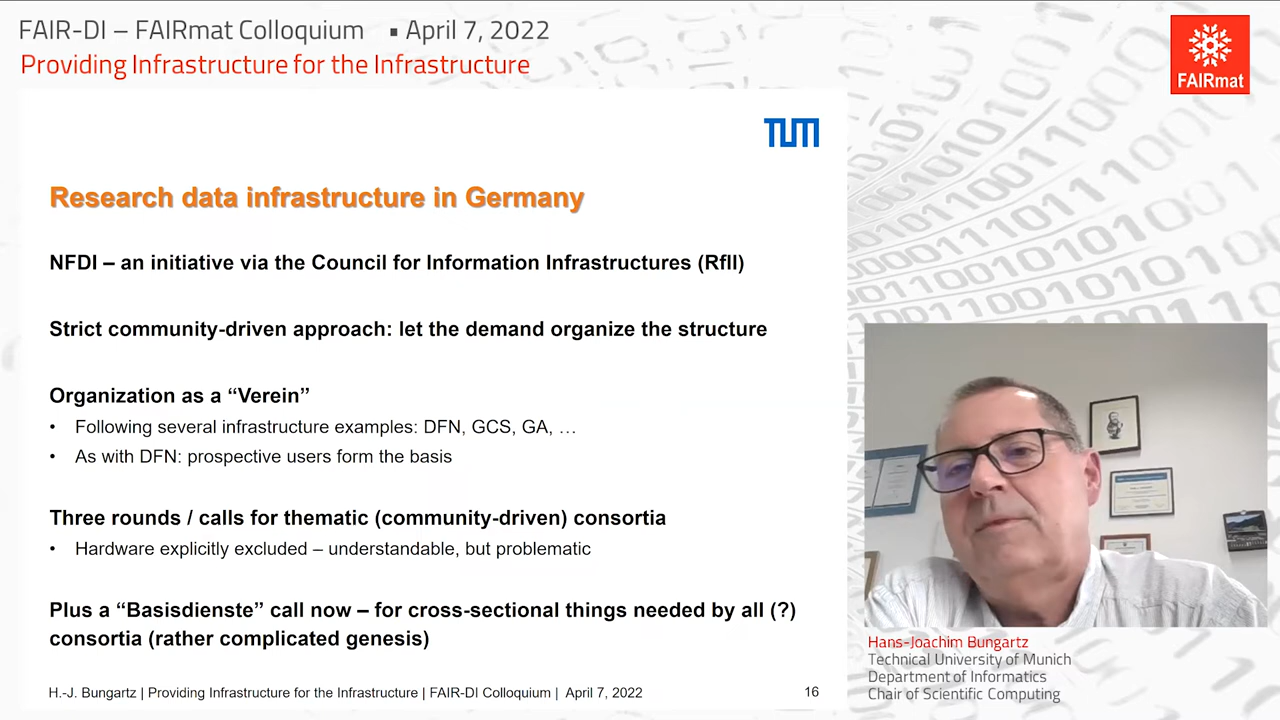 FAIR-DI – FAIRmat Colloquium ▪ April 7, 2022
Providing Infrastructure for the Infrastructure
FAIRmat
TUM
Research data infrastructure in Germany
NFDI – an initiative via the Council for Information Infrastructures (RfII)
Strict community-driven approach: let the demand organize the structure
Organization as a “Verein”
• Following several infrastructure examples: DFN, GCS, GA, …
• As with DFN: prospective users form the basis
Three rounds / calls for thematic (community-driven) consortia
• Hardware explicitly excluded – understandable, but problematic
Plus a “Basisdienste” call now – for cross-sectional things needed by all (?)
consortia (rather complicated genesis)
H.-J. Bungartz | Providing Infrastructure for the Infrastructure | FAIR-DI Colloquium | April 7, 2022
16
Hans-Joachim Bungartz
Technical University of Munich
Department of Informatics
Chair of Scientific Computing